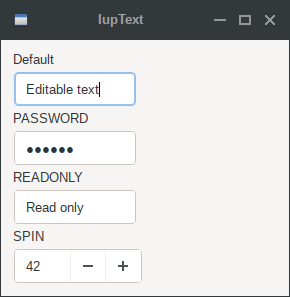 IupText
Default
Editable text
PASSWORD
●●●●●●
READONLY
Read only
SPIN
42